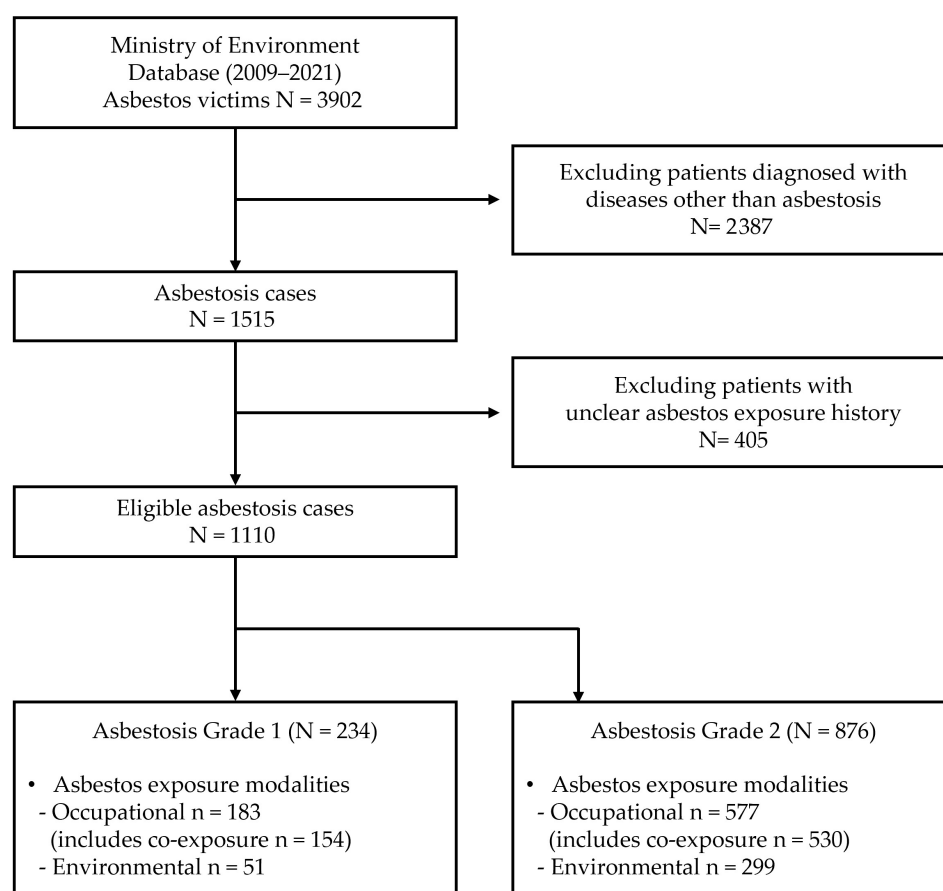 Ministry of Environment
Database (2009–2021)
Asbestos victims N = 3902
Excluding patients diagnosed with
diseases other than asbestosis
N= 2387
Asbestosis cases
N = 1515
Excluding patients with
unclear asbestos exposure history
N= 405
Eligible asbestosis cases
N = 1110
Asbestosis Grade 1 (N = 234)
• Asbestos exposure modalities
- Occupational n = 183
(includes co-exposure n = 154)
- Environmental n = 51
Asbestosis Grade 2 (N = 876)
• Asbestos exposure modalities
- Occupational n = 577
(includes co-exposure n = 530)
- Environmental n = 299